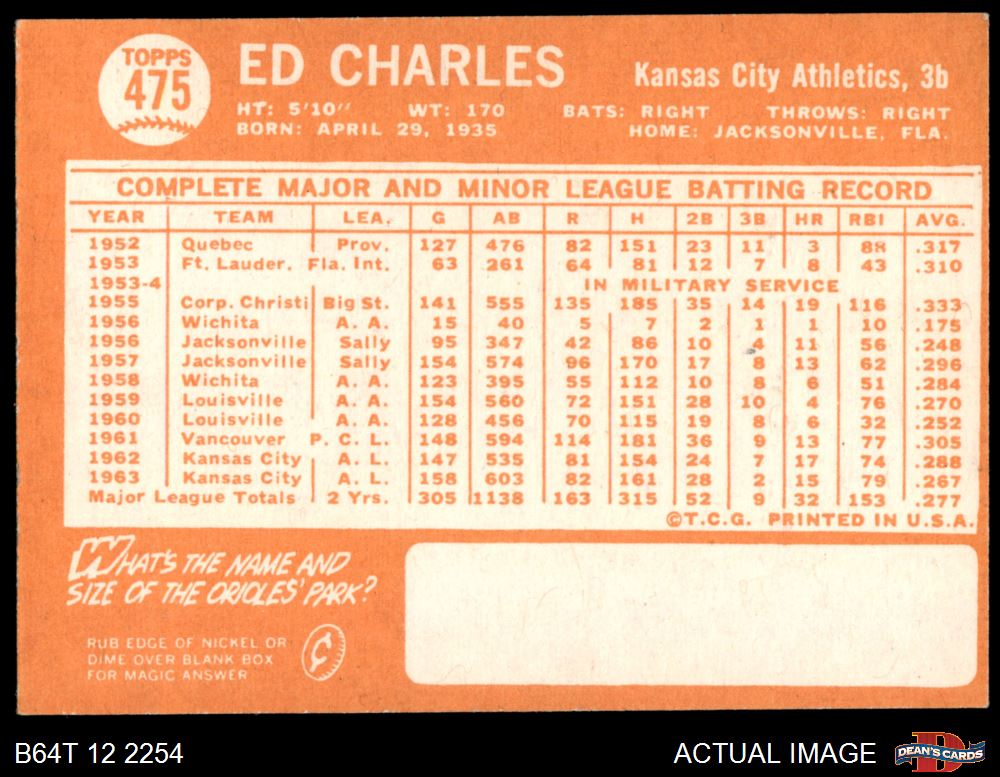 TOPPS
475
ED CHARLES
Kansas City Athletics, 3b
HT: 5'10" WT: 170 BATS: RIGHT THROWS: RIGHT
BORN: APRIL 29, 1935 HOME: JACKSONVILLE, FLA.
COMPLETE MAJOR AND MINOR LEAGUE BATTING RECORD
YEAR TEAM LEA. G AB R H 2B 3B HR RBI AVG.
1952 Quebec Prov. 127 476 82 151 23 11 3 88 .317
1953 Ft. Lauder. Fla. Int. 63 261 64 81 12 7 8 43 .310
1953-4 IN MILITARY SERVICE
1955 Corp. Christi Big St. 141 555 135 185 35 14 19 116 .333
1956 Wichita A. A. 15 40 5 7 2 1 1 10 .175
1956 Jacksonville Sally 95 347 42 86 10 4 11 56 .248
1957 Jacksonville Sally 154 574 96 170 17 8 13 62 .296
1958 Wichita A. A. 123 395 55 112 10 8 6 51 .284
1959 Louisville A. A. 154 560 72 151 28 10 4 76 .270
1960 Louisville A. A. 128 456 70 115 19 8 6 32 .252
1961 Vancouver P. C. L. 148 594 114 181 36 9 13 77 .305
1962 Kansas City A. L. 147 535 81 154 24 7 17 74 .288
1963 Kansas City A. L. 158 603 82 161 28 2 15 79 .267
Major League Totals 2 Yrs. 305 1138 163 315 52 9 32 153 .277
©T.C.G. PRINTED IN U.S.A.
WHAT'S THE NAME AND
SIZE OF THE ORIOLES' PARK?
RUB EDGE OF NICKEL OR
DIME OVER BLANK BOX
FOR MAGIC ANSWER
¢
B64T 12 2254
ACTUAL IMAGE
DEAN'S CARDS